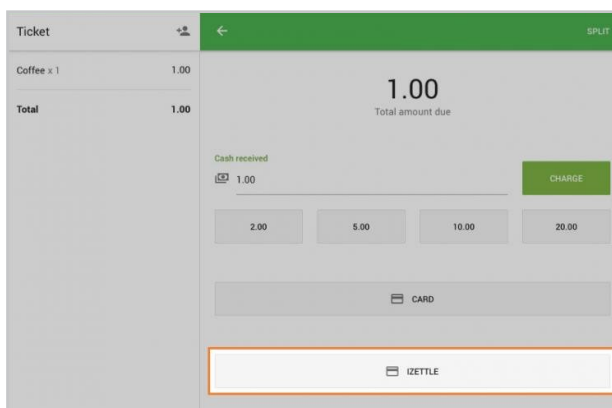 Ticket
SPLIT
Coffee x 1 1.00
Total 1.00
1.00
Total amount due
Cash received
1.00
CHARGE
2.00 5.00 10.00 20.00
CARD
IZETTLE